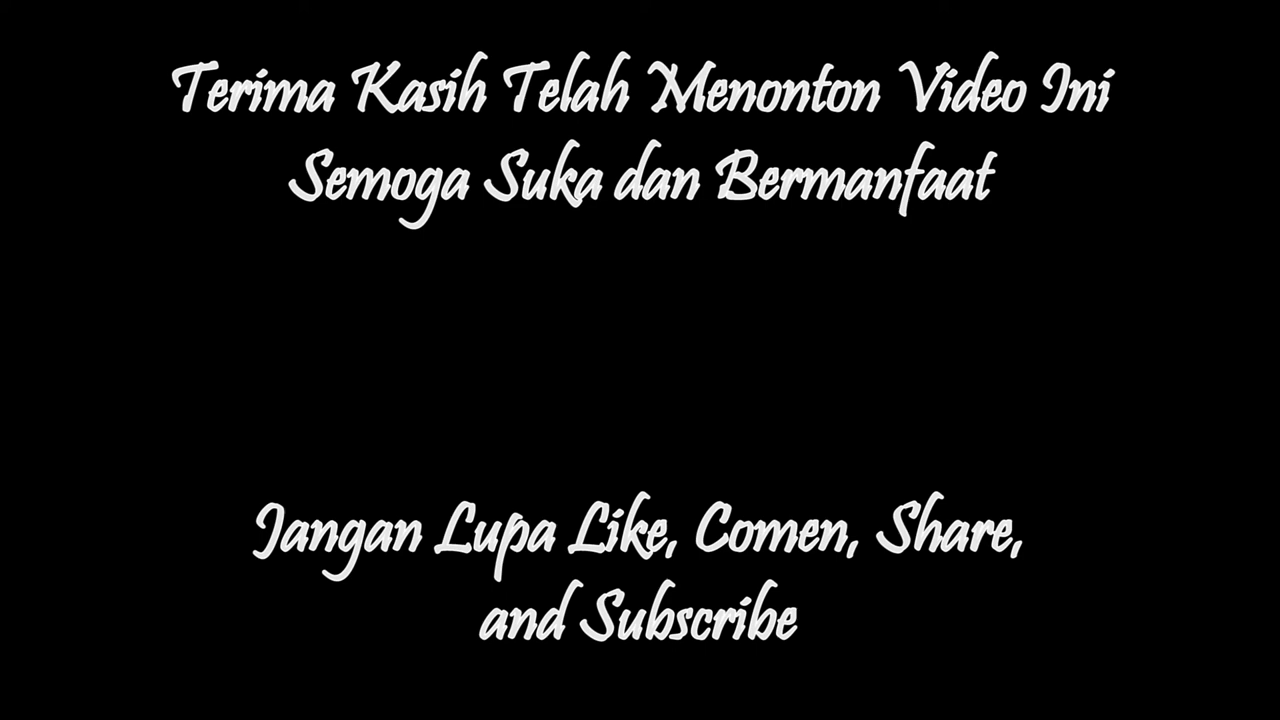 Terima Kasih Telah Menonton Video Ini
Semoga Suka dan Bermanfaat
Jangan Lupa Like, Comen, Share,
and Subscribe